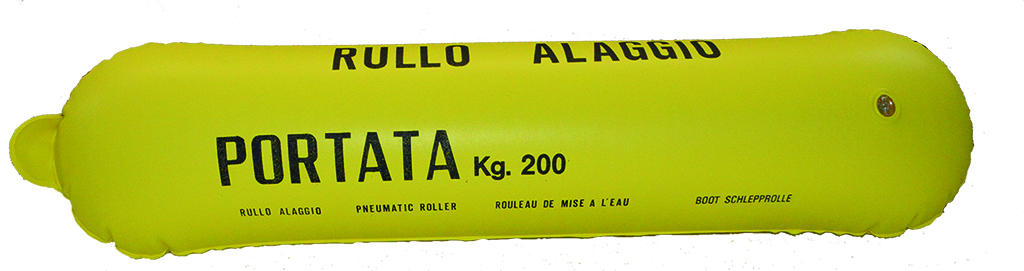 RULLO ALAGGIO
PORTATA Kg. 200
RULLO ALAGGIO PNEUMATIC ROLLER ROULEAU DE MISE A L'EAU BOOT SCHLEPPROLLE